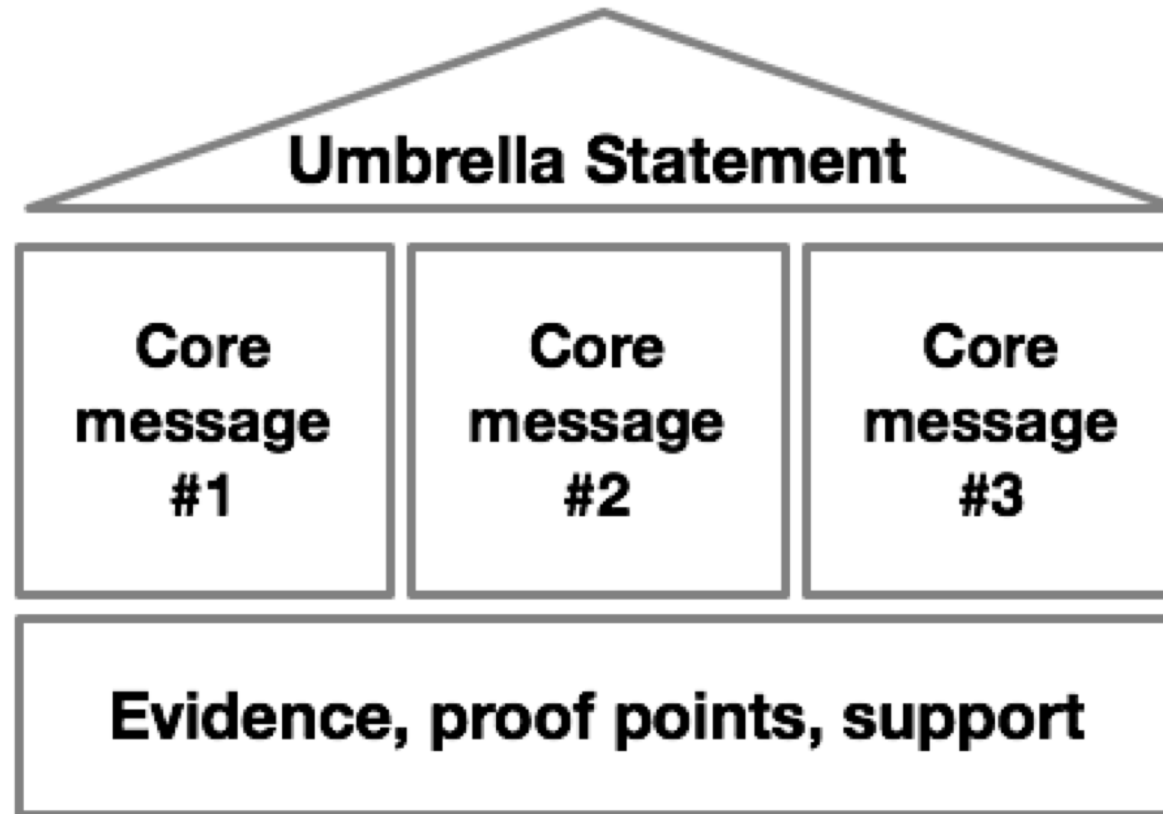 Umbrella Statement
Core
message
#1
Core
message
#2
Core
message
#3
Evidence, proof points, support